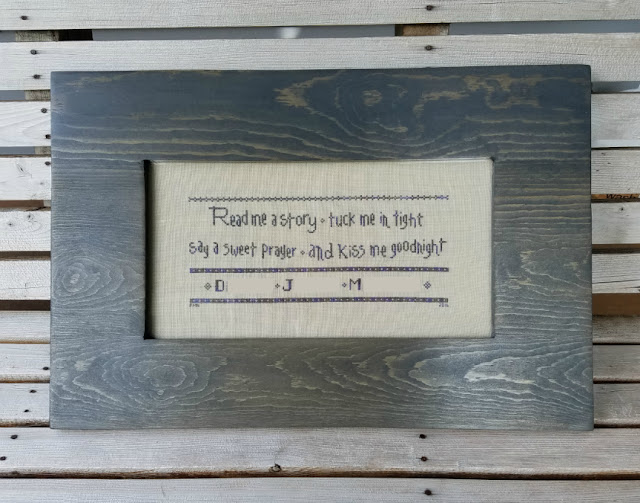 Read me a story • tuck me in tight
say a sweet prayer • and kiss me goodnight
D J M